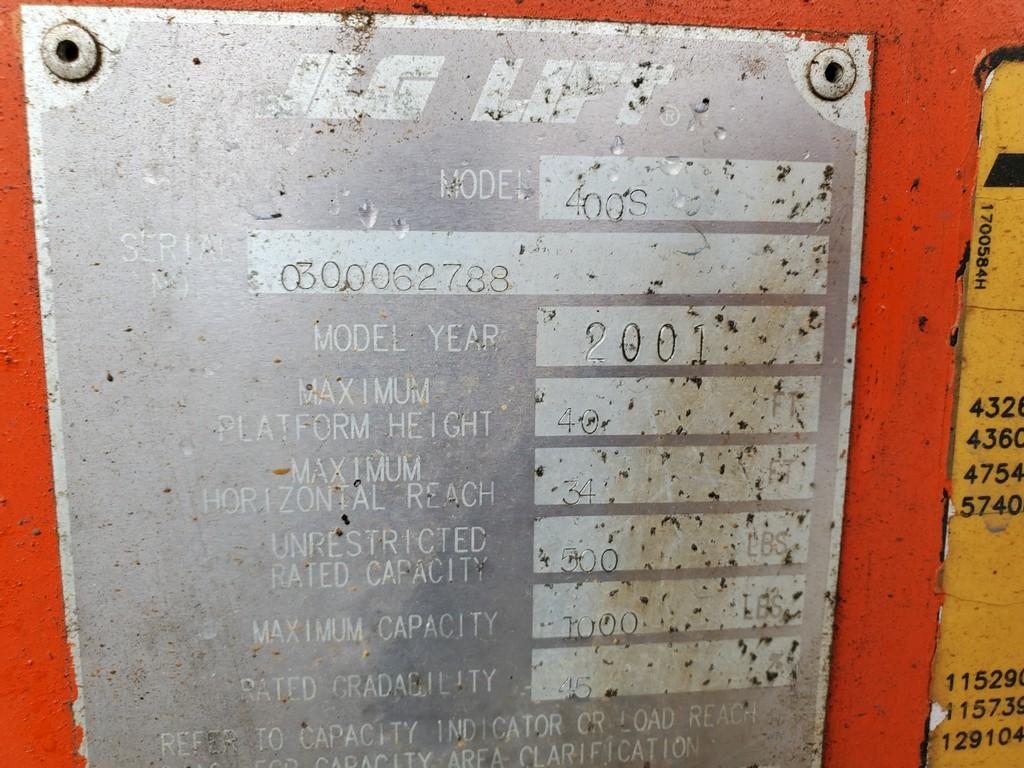 JLG LIFT®
MODEL 400S
SERIAL NO. 0300062788
MODEL YEAR 2001
MAXIMUM
PLATFORM HEIGHT 40 FT
MAXIMUM
HORIZONTAL REACH 34 FT
UNRESTRICTED
RATED CAPACITY 500 LBS
MAXIMUM CAPACITY 1000 LBS
RATED GRADABILITY 45 %
REFER TO CAPACITY INDICATOR OR LOAD REACH
FOR CAPACITY AREA CLARIFICATION
1700584H
4326
4360
4754
5740
115290
115739
129104